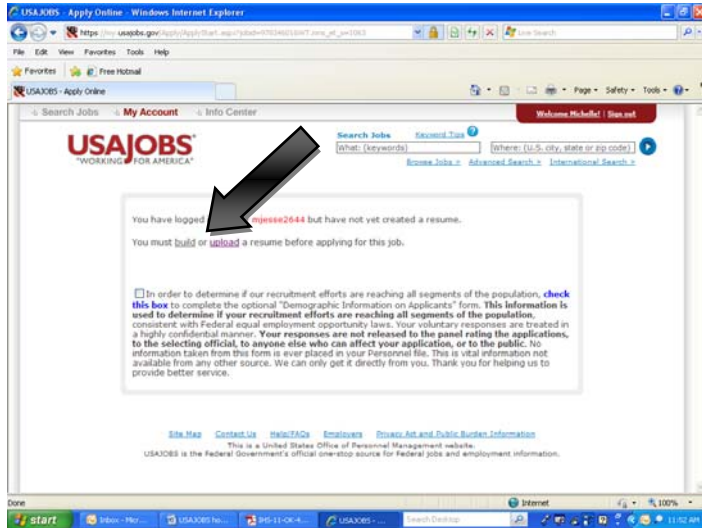 USAJOBS - Apply Online - Windows Internet Explorer
Live Search
File Edit View Favorites Tools Help
Favorites Free Hotmail
USAJOBS - Apply Online
Page Safety Tools
Search Jobs My Account Info Center
Welcome Michelle! | Sign out
USAJOBS
"WORKING FOR AMERICA"
Search Jobs Keyword Tips
What: (keywords) Where: (U.S. city, state or zip code)
Browse Jobs > Advanced Search > International Search >
You have logged mjesse2644 but have not yet created a resume.
You must build or upload a resume before applying for this job.
In order to determine if our recruitment efforts are reaching all segments of the population, check
this box to complete the optional "Demographic Information on Applicants" form. This information is
used to determine if your recruitment efforts are reaching all segments of the population,
consistent with Federal equal employment opportunity laws. Your voluntary responses are treated in
a highly confidential manner. Your responses are not released to the panel rating the applications,
to the selecting official, to anyone else who can affect your application, or to the public. No
information taken from this form is ever placed in your Personnel file. This is vital information not
available from any other source. We can only get it directly from you. Thank you for helping us to
provide better service.
Site Map Contact Us Help/FAQs Employers Privacy Act and Public Burden Information
This is a United States Office of Personnel Management website.
USAJOBS is the Federal Government's official one-stop source for Federal jobs and employment information.
Done Internet 100%
start Inbox - Mic... USAJOBS ho... USAJOBS - ... Search Desktop 11:52 AM